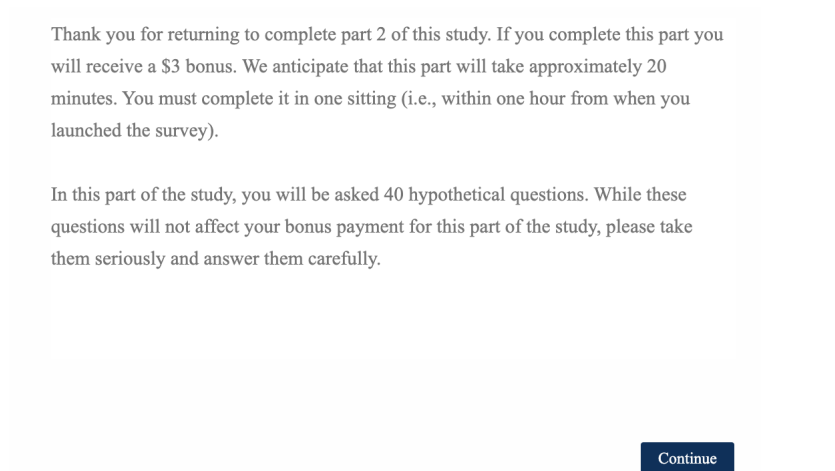 Thank you for returning to complete part 2 of this study. If you complete this part you
will receive a $3 bonus. We anticipate that this part will take approximately 20
minutes. You must complete it in one sitting (i.e., within one hour from when you
launched the survey).
In this part of the study, you will be asked 40 hypothetical questions. While these
questions will not affect your bonus payment for this part of the study, please take
them seriously and answer them carefully.
Continue